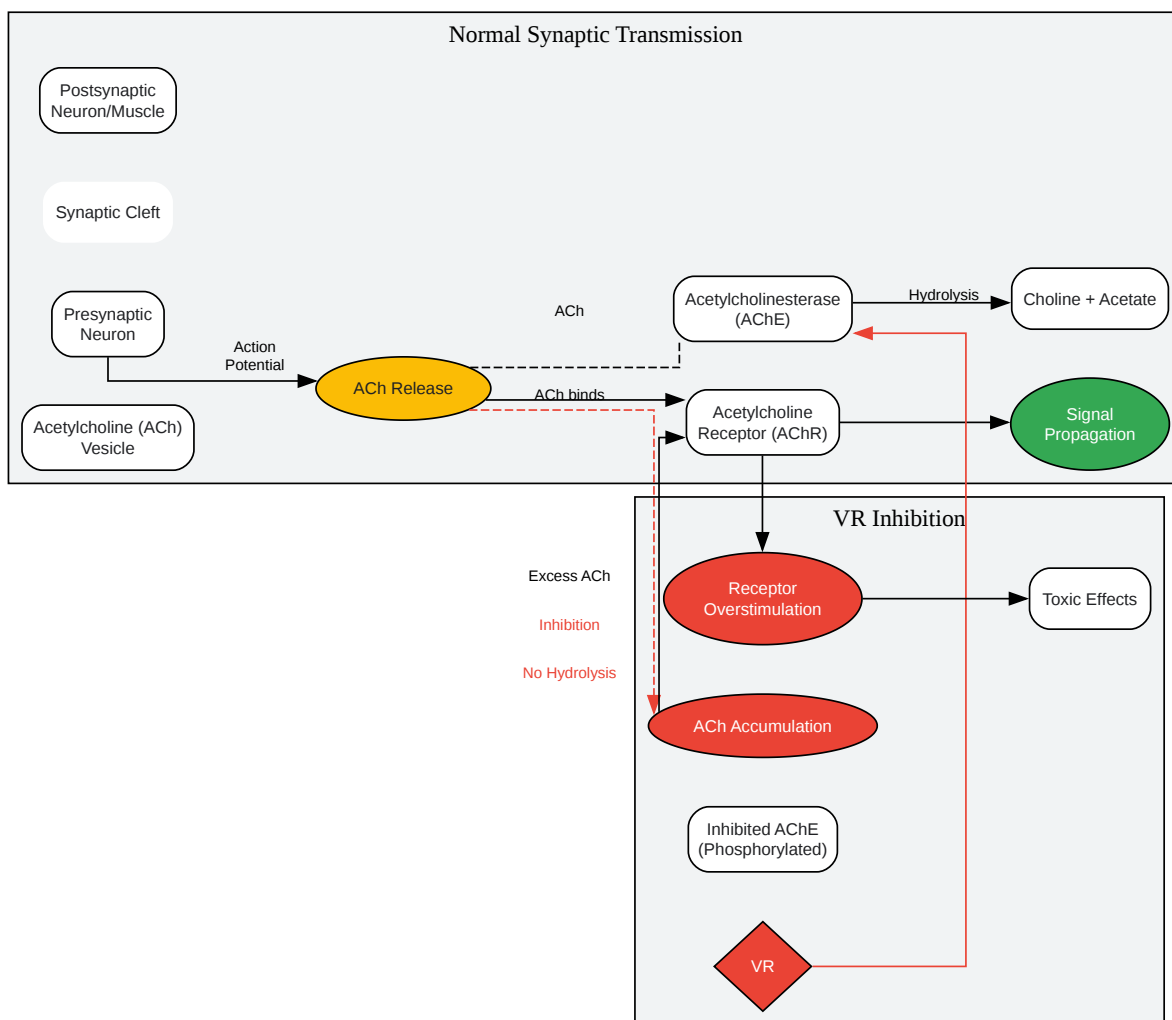 Normal Synaptic Transmission
Postsynaptic
Neuron/Muscle
Synaptic Cleft
Presynaptic
Neuron
Acetylcholine (ACh)
Vesicle
Action
Potential
ACh Release
ACh
ACh binds
Acetylcholinesterase
(AChE)
Hydrolysis
Choline + Acetate
Acetylcholine
Receptor (AChR)
Signal
Propagation
VR Inhibition
Excess ACh
Inhibition
No Hydrolysis
Receptor
Overstimulation
Toxic Effects
ACh Accumulation
Inhibited AChE
(Phosphorylated)
VR